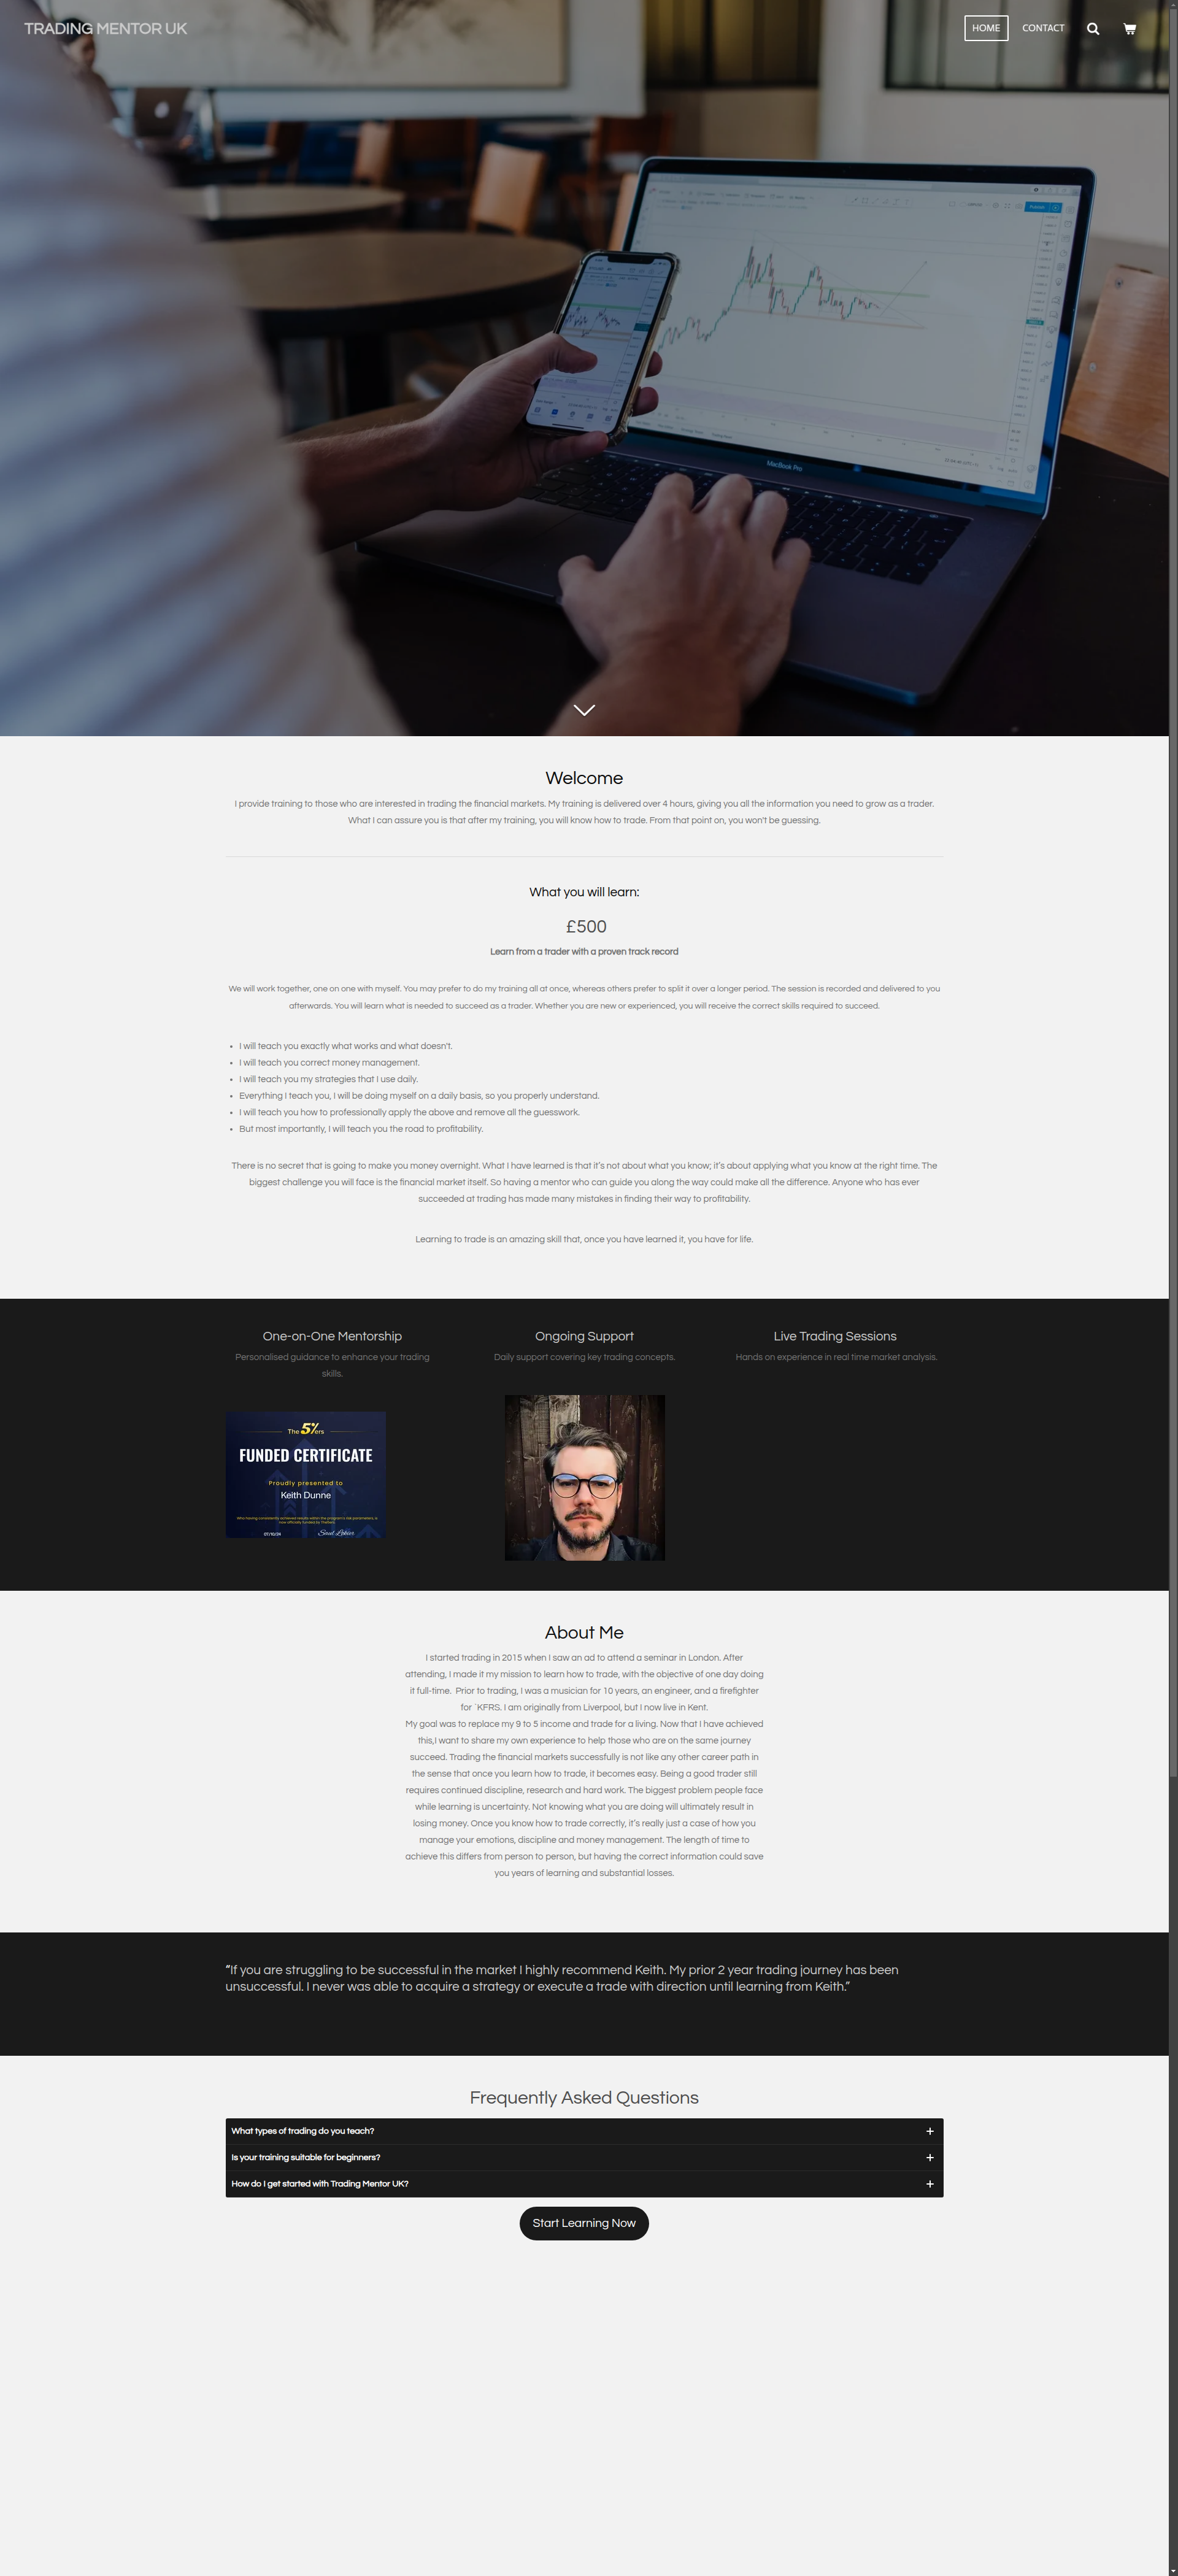 TRADING MENTOR UK
HOME
CONTACT
Publish
MacBook Pro
Welcome
I provide training to those who are interested in trading the financial markets. My training is delivered over 4 hours, giving you all the information you need to grow as a trader.
What I can assure you is that after my training, you will know how to trade. From that point on, you won't be guessing.
What you will learn:
£500
Learn from a trader with a proven track record
We will work together, one on one with myself. You may prefer to do my training all at once, whereas others prefer to split it over a longer period. The session is recorded and delivered to you
afterwards. You will learn what is needed to succeed as a trader. Whether you are new or experienced, you will receive the correct skills required to succeed.
• I will teach you exactly what works and what doesn't.
• I will teach you correct money management.
• I will teach you my strategies that I use daily.
• Everything I teach you, I will be doing myself on a daily basis, so you properly understand.
• I will teach you how to professionally apply the above and remove all the guesswork.
• But most importantly, I will teach you the road to profitability.
There is no secret that is going to make you money overnight. What I have learned is that it's not about what you know; it's about applying what you know at the right time. The
biggest challenge you will face is the financial market itself. So having a mentor who can guide you along the way could make all the difference. Anyone who has ever
succeeded at trading has made many mistakes in finding their way to profitability.
Learning to trade is an amazing skill that, once you have learned it, you have for life.
One-on-One Mentorship
Personalised guidance to enhance your trading
skills.
Ongoing Support
Daily support covering key trading concepts.
Live Trading Sessions
Hands on experience in real time market analysis.
The 5%ers
FUNDED CERTIFICATE
Proudly presented to
Keith Dunne
07/10/24
About Me
I started trading in 2015 when I saw an ad to attend a seminar in London. After
attending, I made it my mission to learn how to trade, with the objective of one day doing
it full-time.  Prior to trading, I was a musician for 10 years, an engineer, and a firefighter
for `KFRS. I am originally from Liverpool, but I now live in Kent.
My goal was to replace my 9 to 5 income and trade for a living. Now that I have achieved
this,I want to share my own experience to help those who are on the same journey
succeed. Trading the financial markets successfully is not like any other career path in
the sense that once you learn how to trade, it becomes easy. Being a good trader still
requires continued discipline, research and hard work. The biggest problem people face
while learning is uncertainty. Not knowing what you are doing will ultimately result in
losing money. Once you know how to trade correctly, it's really just a case of how you
manage your emotions, discipline and money management. The length of time to
achieve this differs from person to person, but having the correct information could save
you years of learning and substantial losses.
“If you are struggling to be successful in the market I highly recommend Keith. My prior 2 year trading journey has been
unsuccessful. I never was able to acquire a strategy or execute a trade with direction until learning from Keith.”
Frequently Asked Questions
What types of trading do you teach?
Is your training suitable for beginners?
How do I get started with Trading Mentor UK?
Start Learning Now